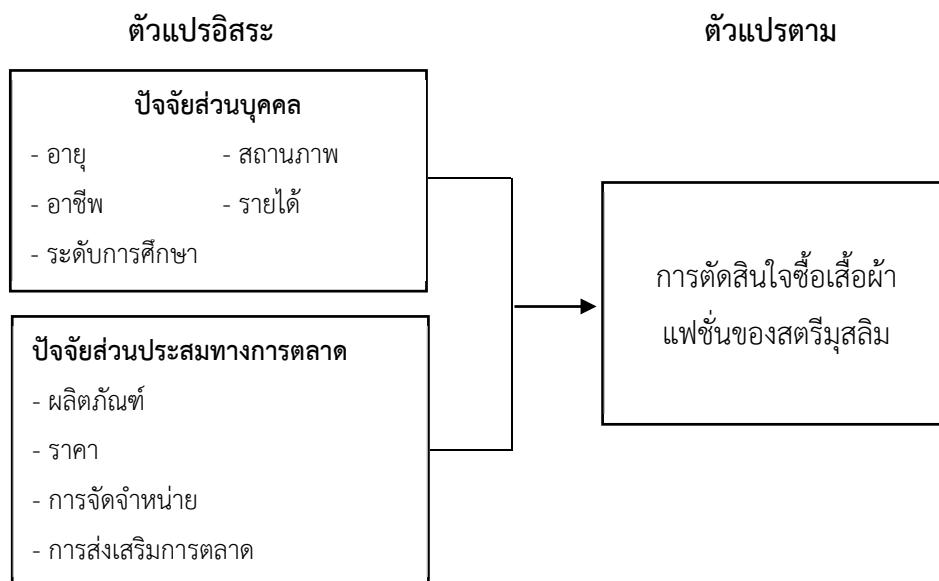 ตัวแปรอิสระ ตัวแปรตาม
ปัจจัยส่วนบุคคล
- อายุ - สถานภาพ
- อาชีพ - รายได้
- ระดับการศึกษา
ปัจจัยส่วนประสมทางการตลาด
- ผลิตภัณฑ์
- ราคา
- การจัดจำหน่าย
- การส่งเสริมการตลาด
การตัดสินใจซื้อเสื้อผ้า
แฟชั่นของสตรีมุสลิม